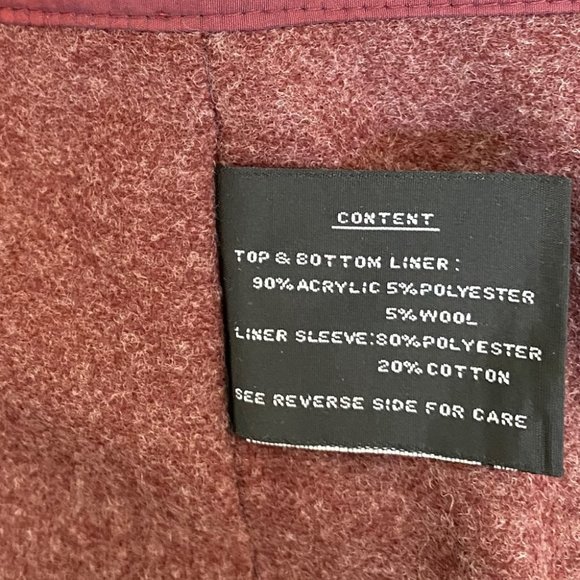 CONTENT
TOP & BOTTOM LINER:
90% ACRYLIC 5% POLYESTER
5% WOOL
LINER SLEEVE: 80% POLYESTER
20% COTTON
SEE REVERSE SIDE FOR CARE